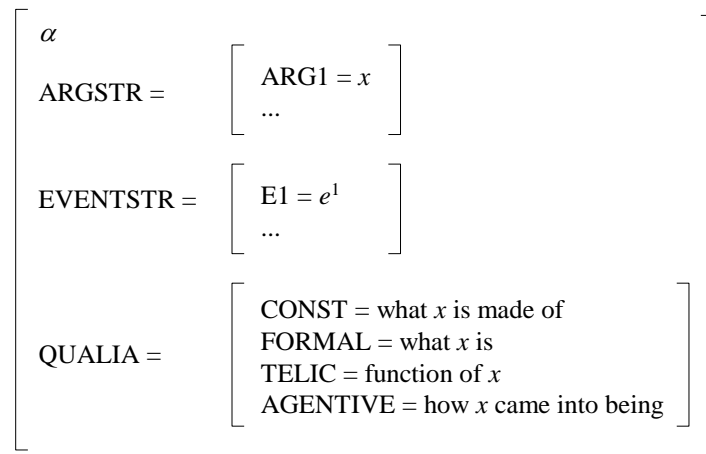 α
ARGSTR = ARG1 = x
...
EVENTSTR = E1 = e¹
...
QUALIA = CONST = what x is made of
FORMAL = what x is
TELIC = function of x
AGENTIVE = how x came into being